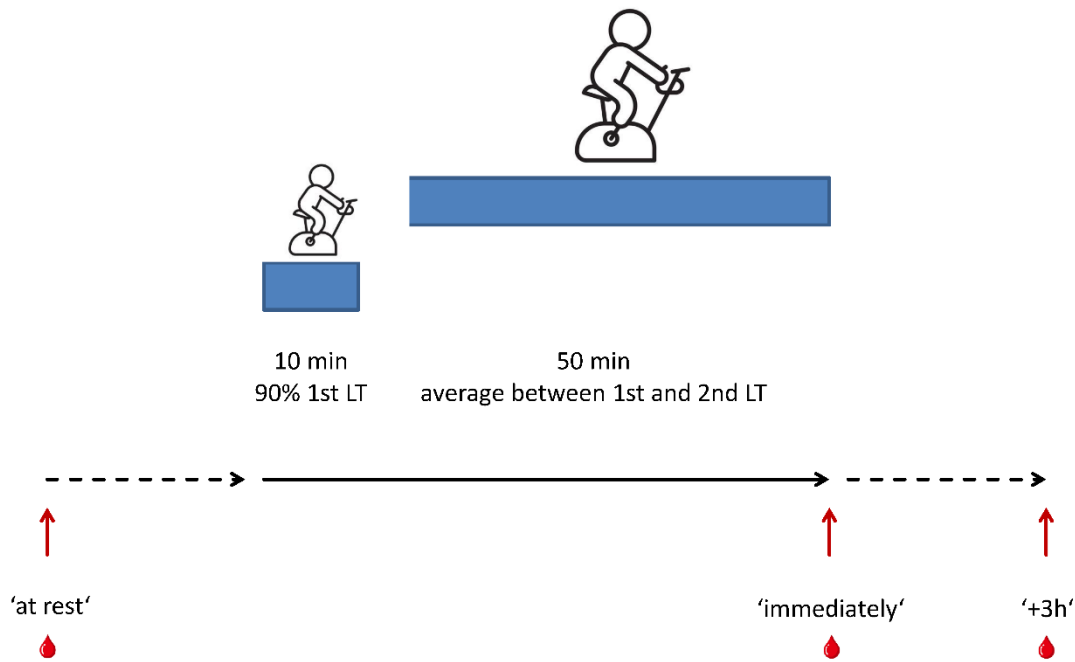 10 min
90% 1st LT
50 min
average between 1st and 2nd LT
‘at rest‘
‘immediately‘
‘+3h‘